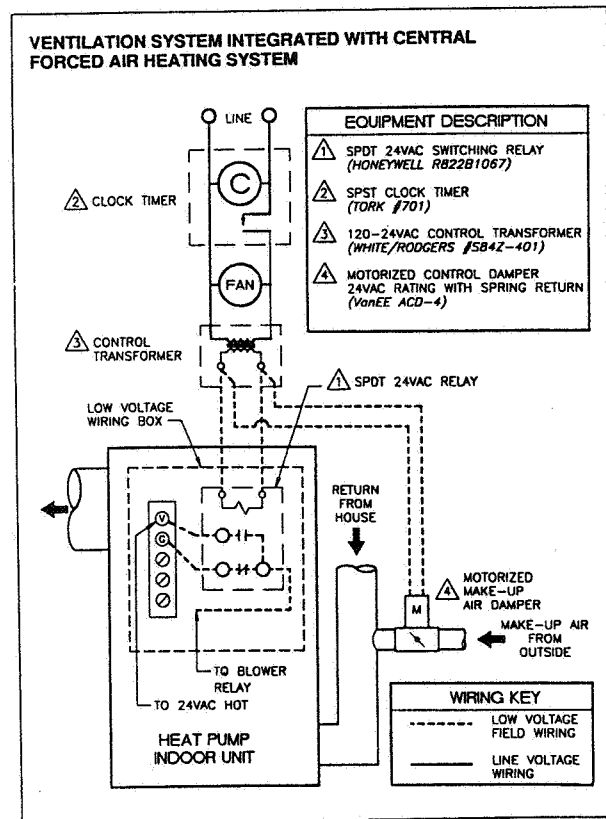 VENTILATION SYSTEM INTEGRATED WITH CENTRAL
FORCED AIR HEATING SYSTEM
LINE
EQUIPMENT DESCRIPTION
1 SPDT 24VAC SWITCHING RELAY
(HONEYWELL R822B1067)
2 SPST CLOCK TIMER
(TORK #701)
3 120-24VAC CONTROL TRANSFORMER
(WHITE/RODGERS #S84Z-401)
4 MOTORIZED CONTROL DAMPER
24VAC RATING WITH SPRING RETURN
(VanEE ACD-4)
C
2 CLOCK TIMER
FAN
3 CONTROL
TRANSFORMER
1 SPDT 24VAC RELAY
LOW VOLTAGE
WIRING BOX
RETURN
FROM
HOUSE
V
G
4 MOTORIZED
MAKE-UP
AIR DAMPER
M
MAKE-UP AIR
FROM
OUTSIDE
TO BLOWER
RELAY
TO 24VAC HOT
HEAT PUMP
INDOOR UNIT
WIRING KEY
LOW VOLTAGE
FIELD WIRING
LINE VOLTAGE
WIRING